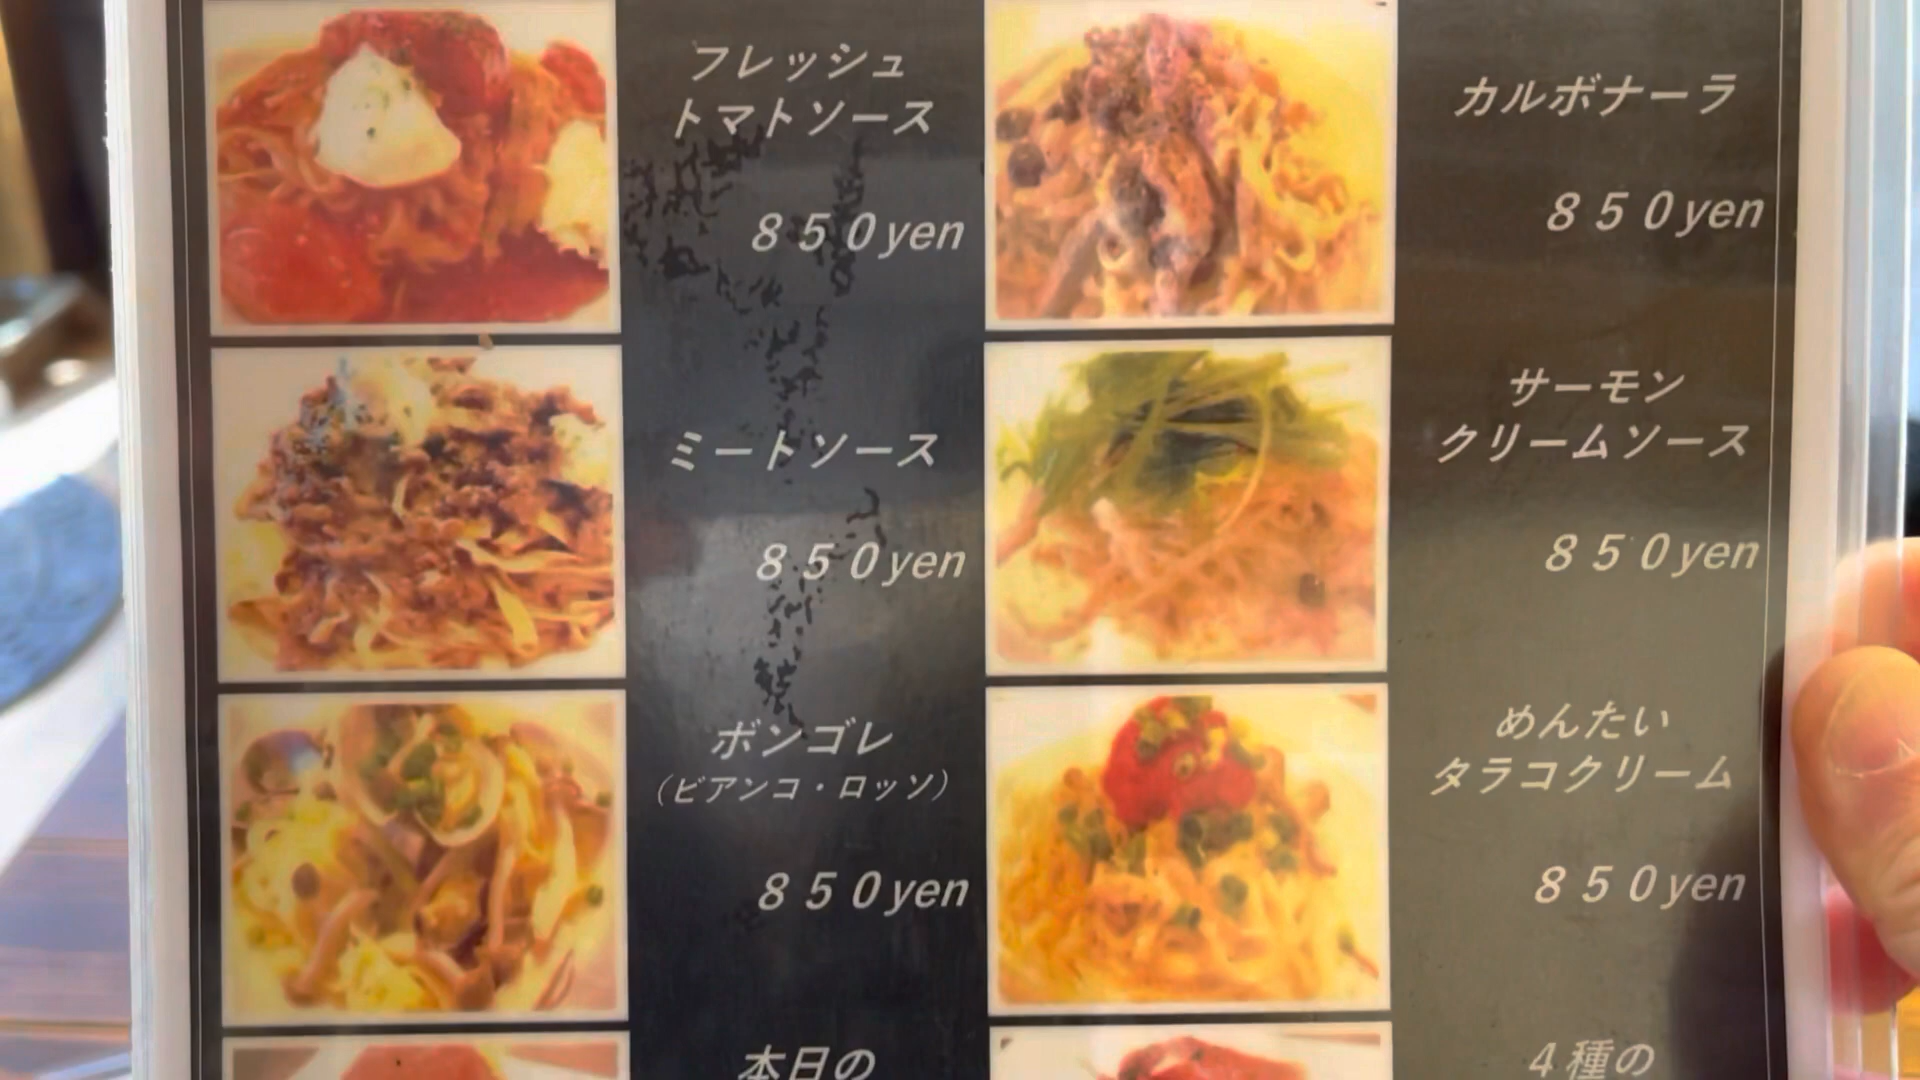 フレッシュ
トマトソース
850yen
カルボナーラ
850yen
ミートソース
850yen
サーモン
クリームソース
850yen
ボンゴレ
(ビアンコ・ロッソ)
850yen
めんたい
タラコクリーム
850yen
本日の
4種の